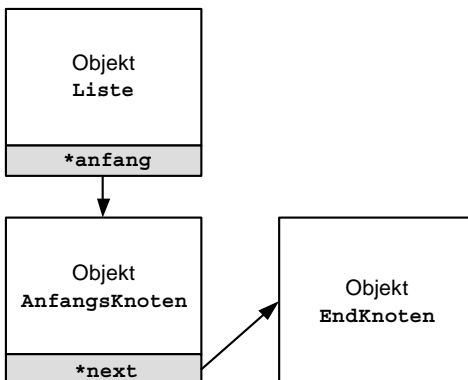 Objekt
Liste
*anfang
Objekt
AnfangsKnoten
*next
Objekt
EndKnoten